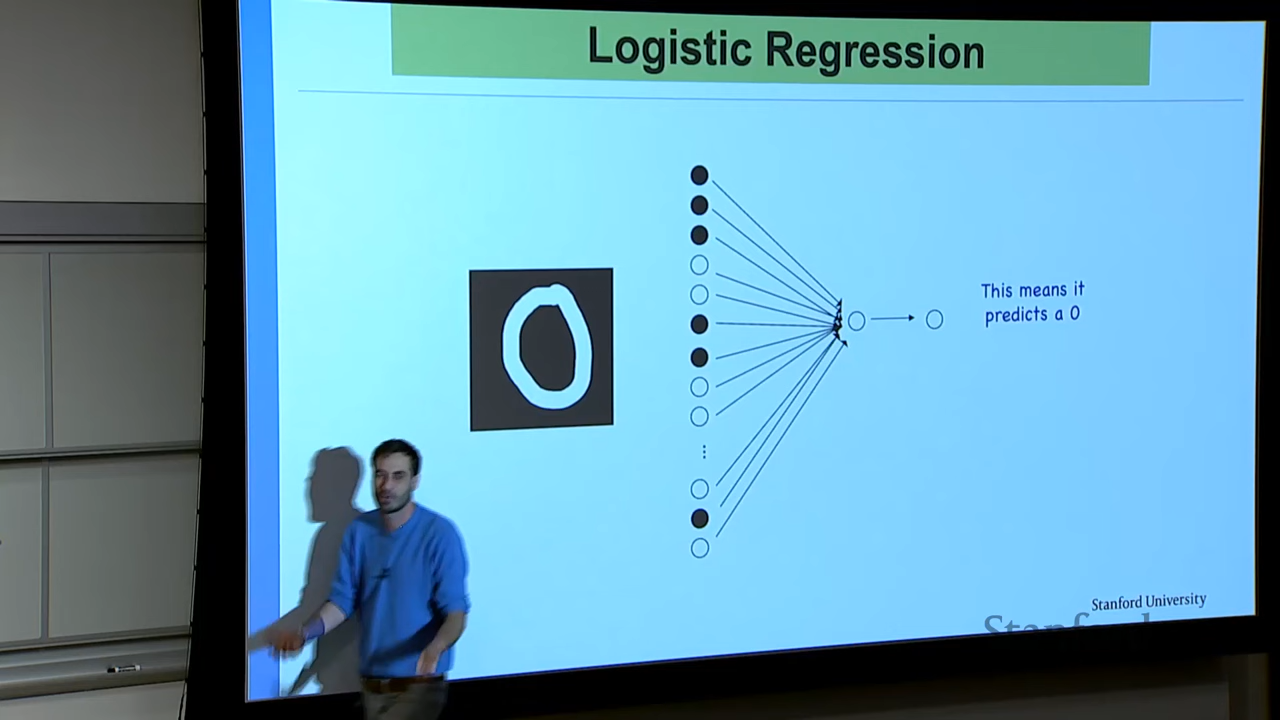 Logistic Regression
This means it
predicts a 0
Stanford University